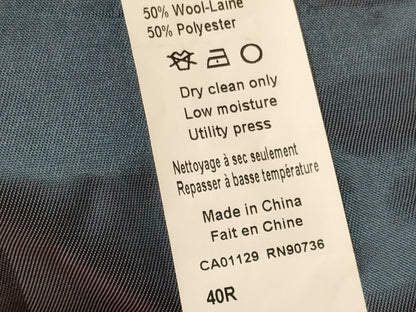 50% Wool-Laine
50% Polyester
Dry clean only
Low moisture
Utility press
Nettoyage à sec seulement
Repasser à basse température
Made in China
Fait en Chine
CA01129 RN90736
40R